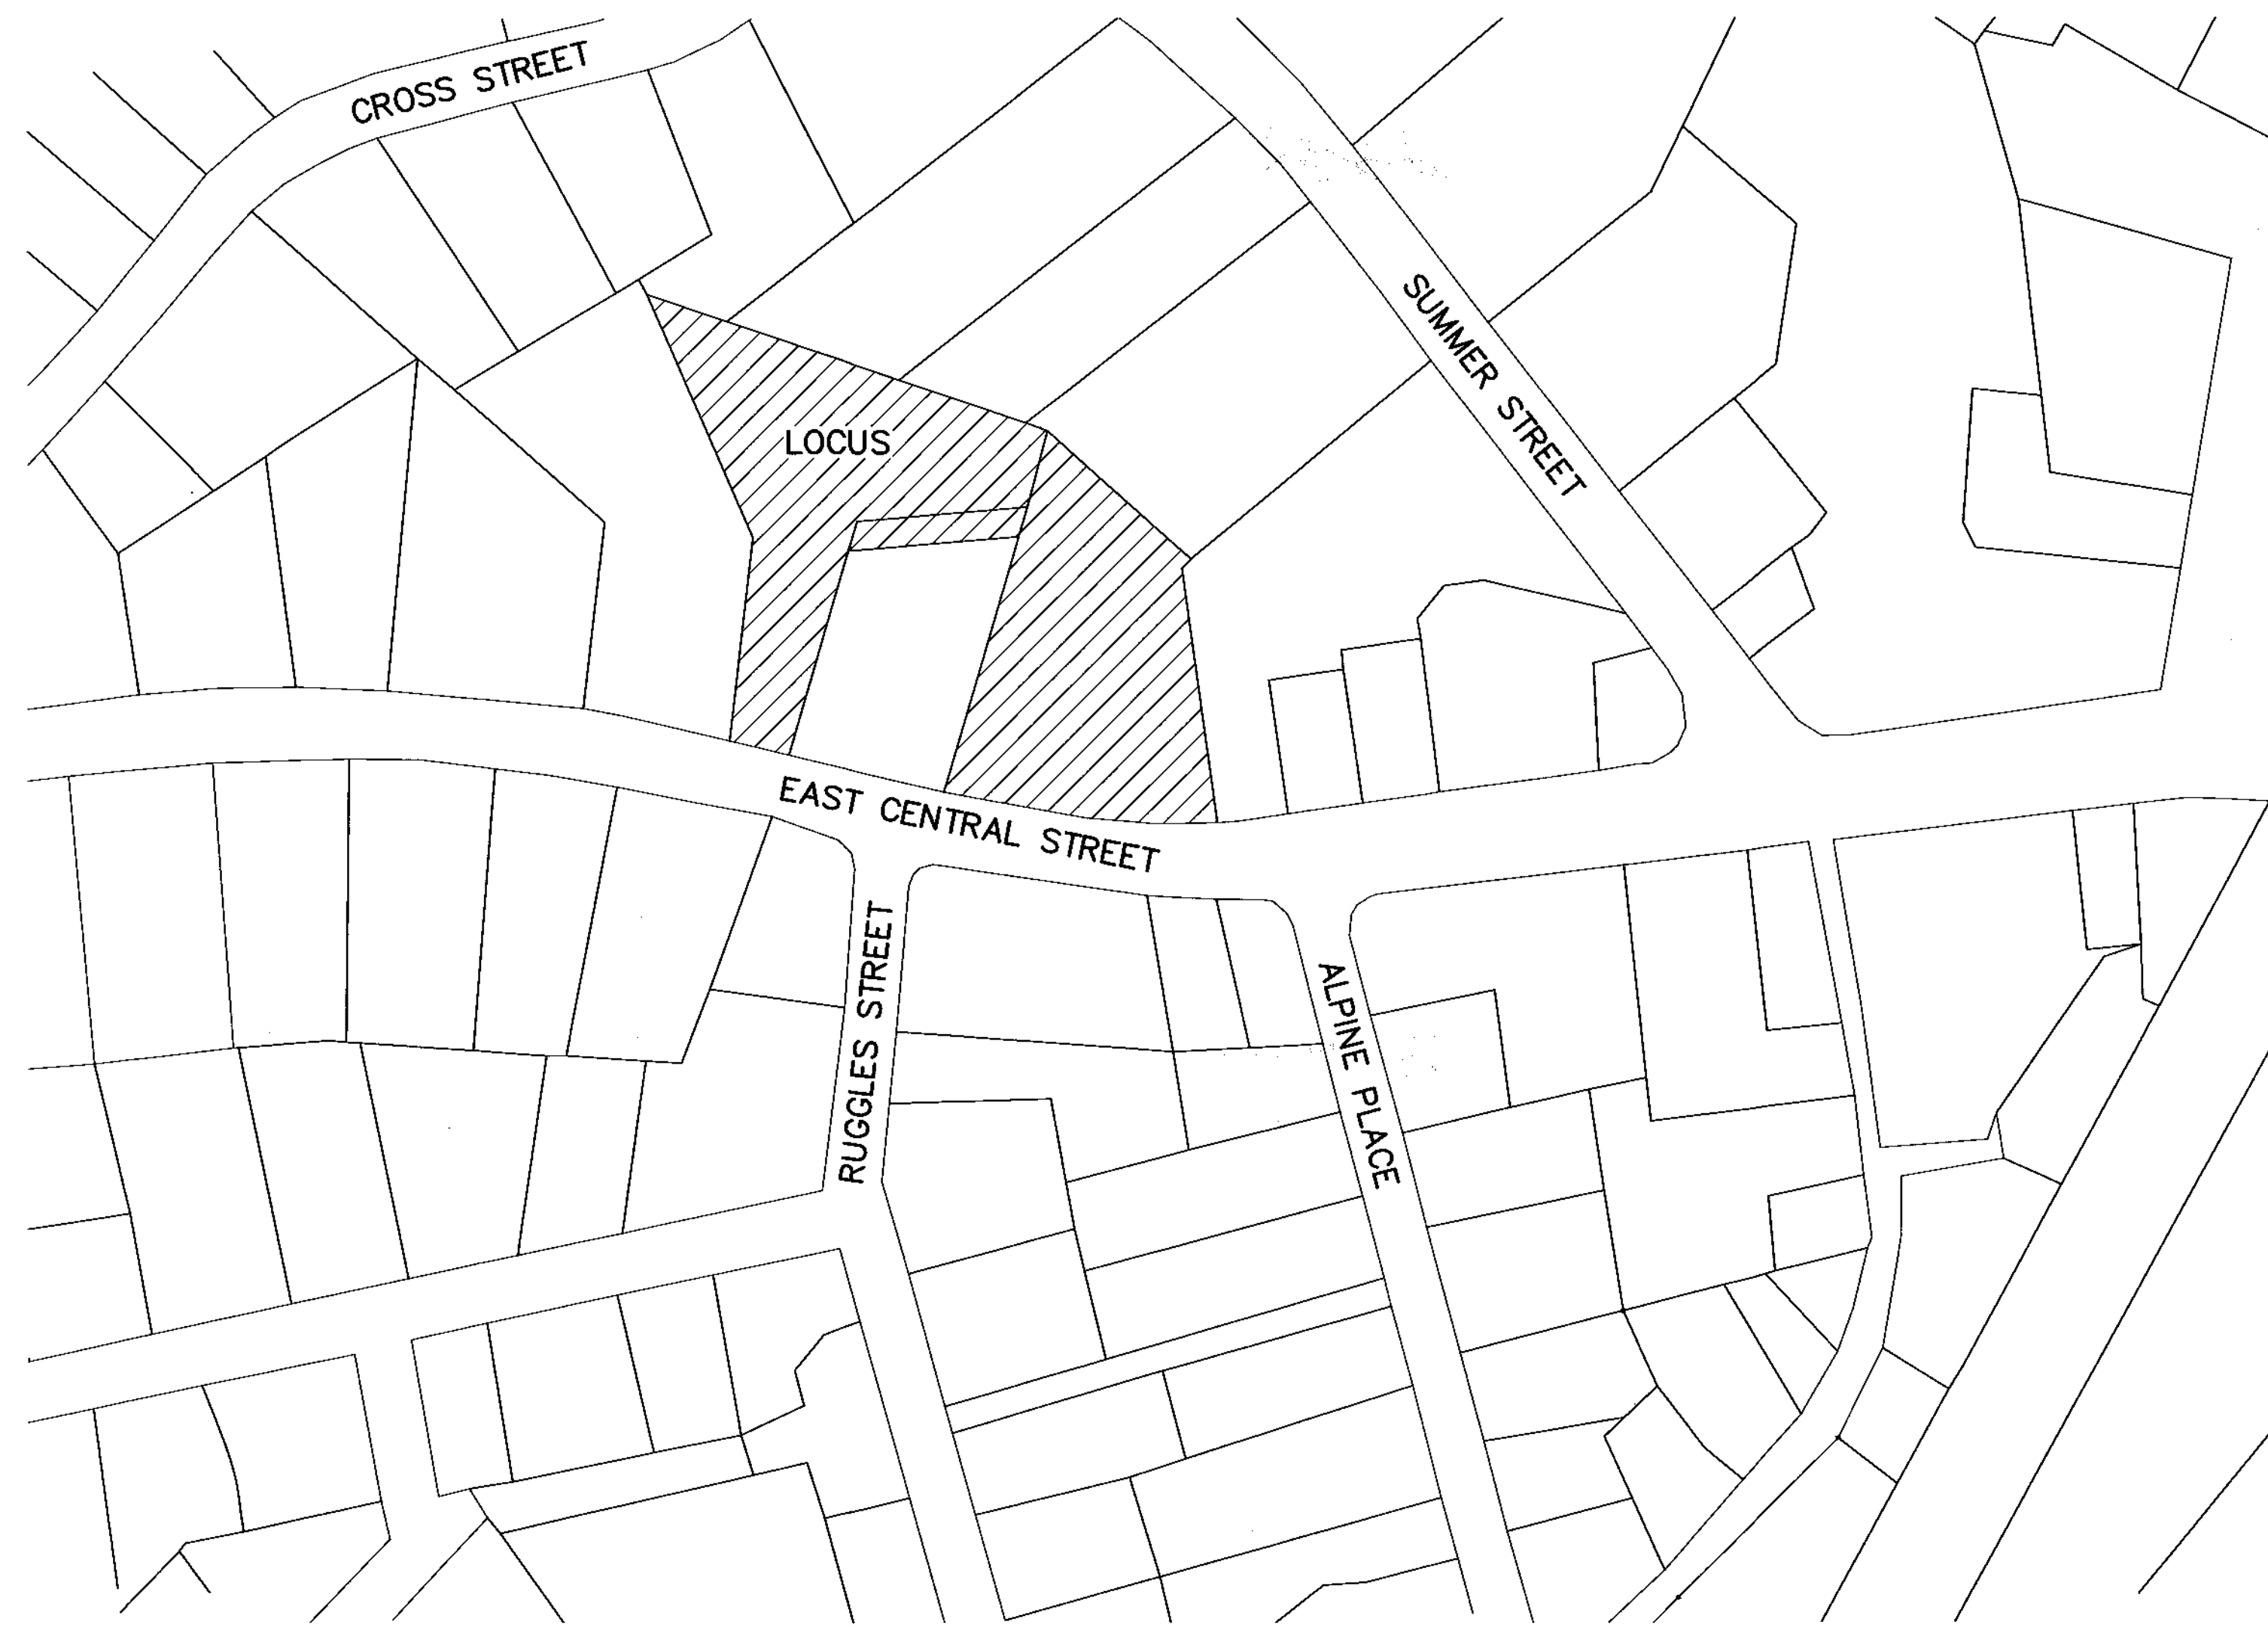 CROSS STREET
SUMMER STREET
LOCUS
EAST CENTRAL STREET
RUGGLES STREET
ALPINE PLACE